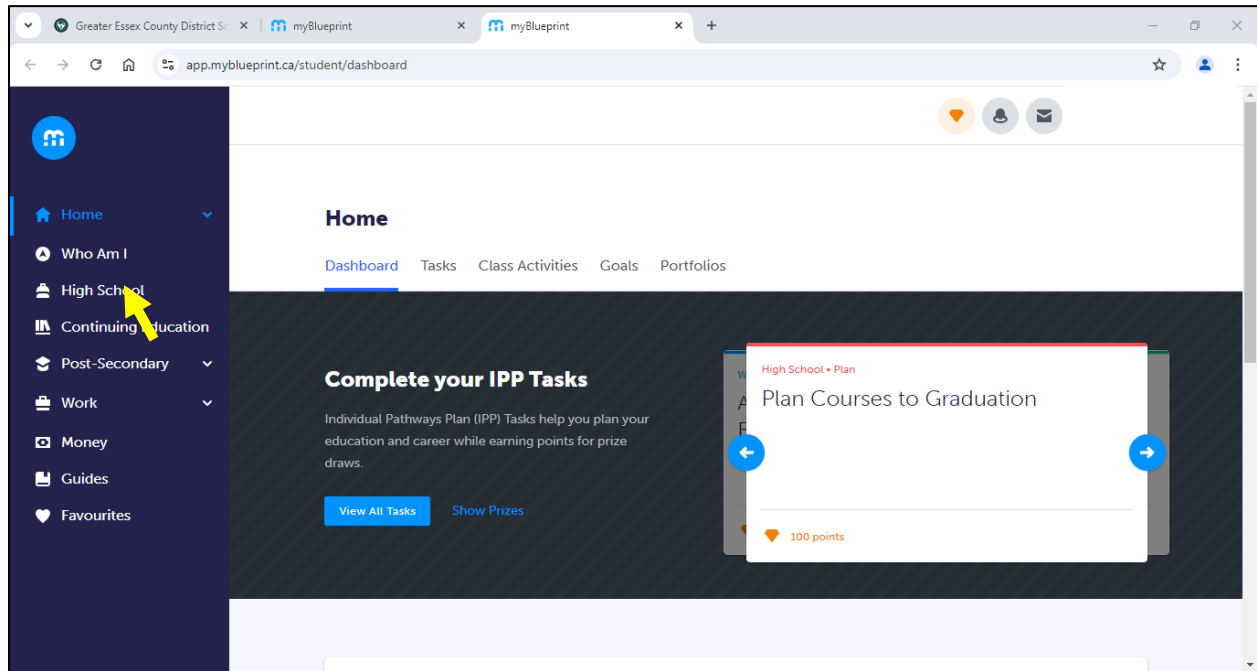 Greater Essex County District Sc
myBlueprint
myBlueprint
app.myblueprint.ca/student/dashboard
Home
Who Am I
High School
Continuing Education
Post-Secondary
Work
Money
Guides
Favourites
Home
Dashboard Tasks Class Activities Goals Portfolios
Complete your IPP Tasks
Individual Pathways Plan (IPP) Tasks help you plan your
education and career while earning points for prize
draws.
View All Tasks Show Prizes
High School • Plan
Plan Courses to Graduation
100 points